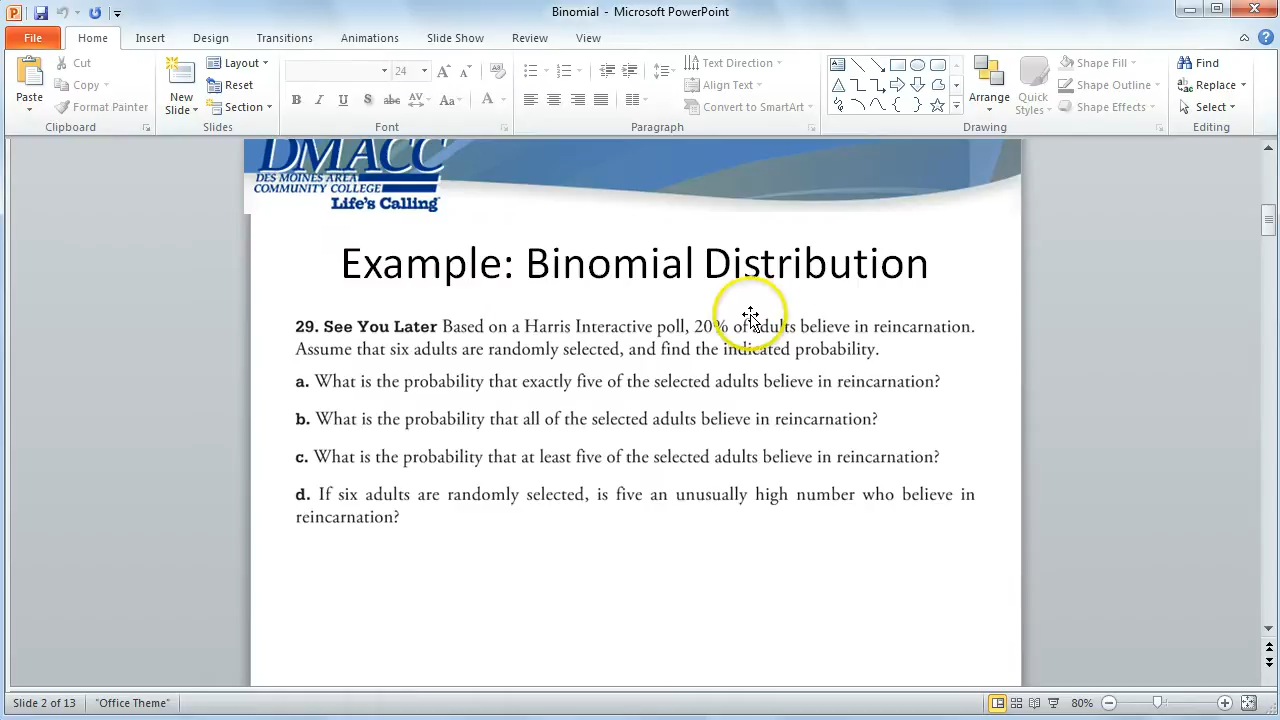 Binomial - Microsoft PowerPoint
File Home Insert Design Transitions Animations Slide Show Review View
Paste
Cut
Copy
Format Painter
Clipboard
New
Slide
Layout
Reset
Section
Slides
24
B I U S abc AV Aa A
Font
Text Direction
Align Text
Convert to SmartArt
Paragraph
Arrange
Quick
Styles
Shape Fill
Shape Outline
Shape Effects
Drawing
Find
Replace
Select
Editing
DMACC
DES MOINES AREA
COMMUNITY COLLEGE
Life's Calling
Example: Binomial Distribution
29. See You Later Based on a Harris Interactive poll, 20% of adults believe in reincarnation.
Assume that six adults are randomly selected, and find the indicated probability.
a. What is the probability that exactly five of the selected adults believe in reincarnation?
b. What is the probability that all of the selected adults believe in reincarnation?
c. What is the probability that at least five of the selected adults believe in reincarnation?
d. If six adults are randomly selected, is five an unusually high number who believe in
reincarnation?
Slide 2 of 13 "Office Theme" 80%